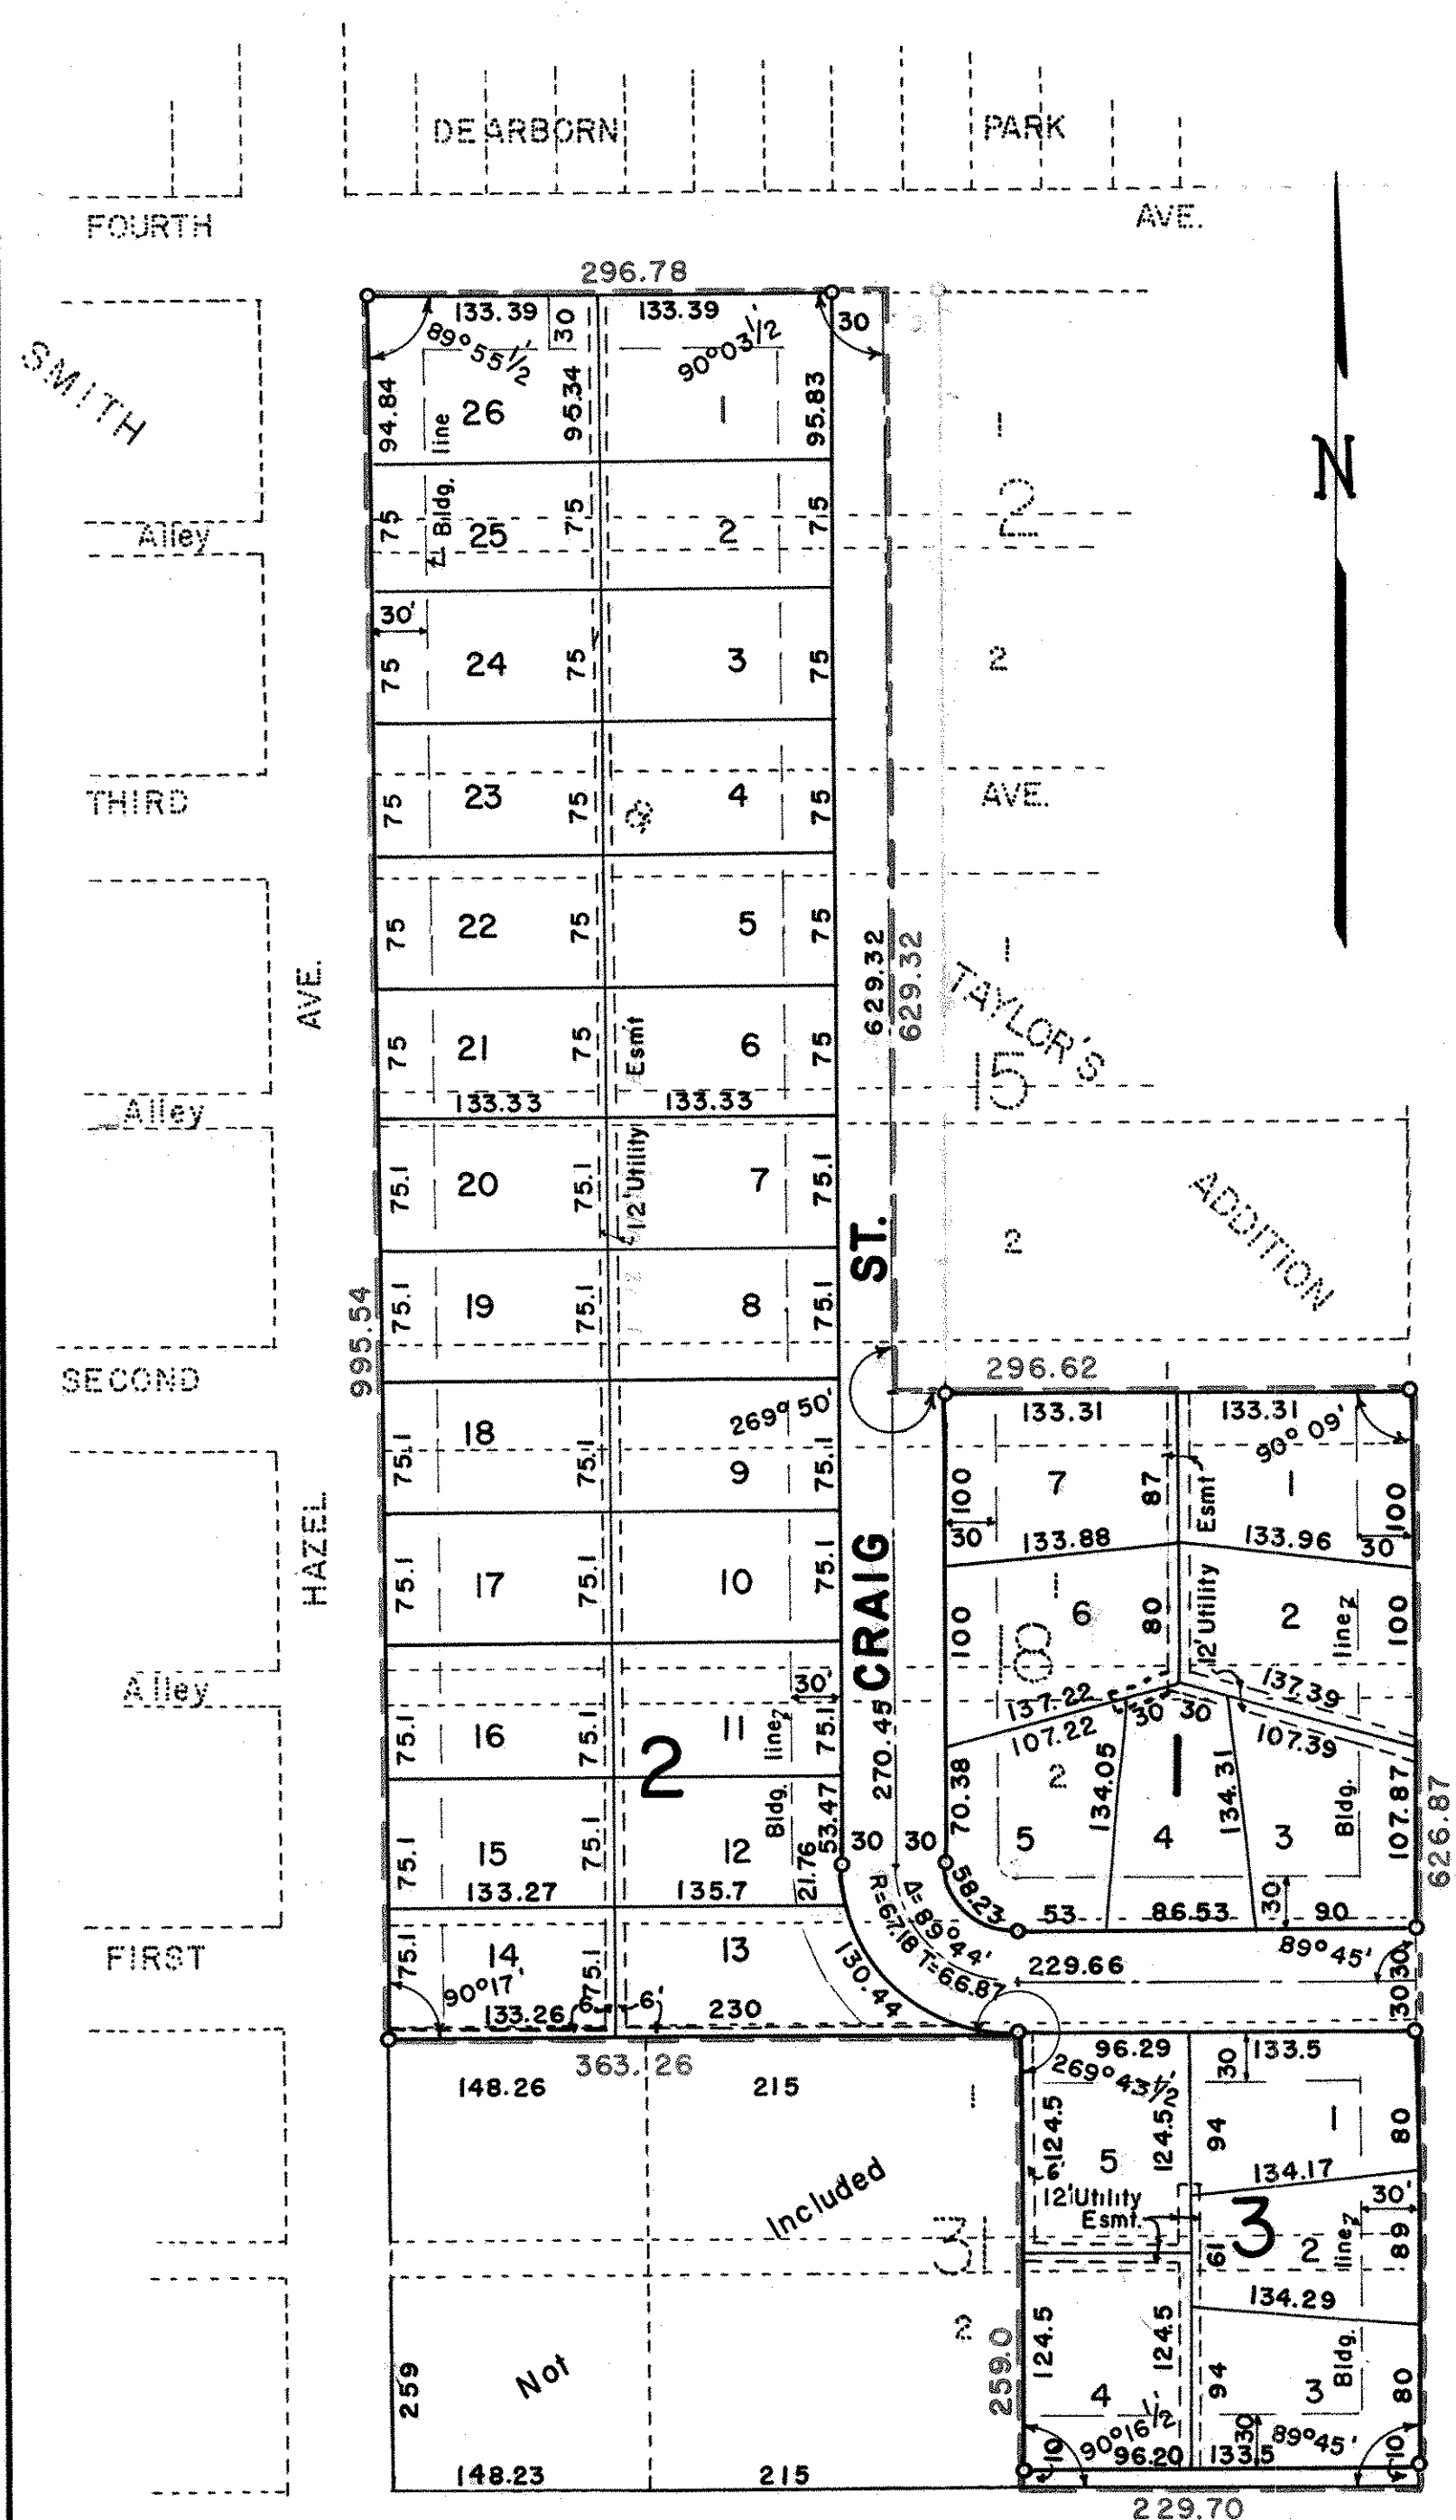 DEARBORN PARK
FOURTH AVE.
296.78
SMITH
133.39 30 133.39 30
89°55½' 90°03½'
94.84 26 95.34 1 95.83
line
Bldg.
75 25 75 2 75
Alley
30'
75 24 75 3 75
THIRD AVE.
75 23 75 4 75
75 22 75 5 75
75 21 75 6 75
Esmt
133.33 133.33
Alley
12' Utility
75.1 20 75.1 7 75.1
75.1 19 75.1 8 75.1
SECOND
75.1 18 75.1 9 75.1
269° 50'
75.1 17 75.1 10 75.1
Alley
30'
75.1 16 75.1 11 75.1
line
Bldg.
2
75.1 15 75.1 12 53.47
133.27 135.7 21.76
FIRST
75.1 14 75.1 13
90°17'
133.26 6' 6' 230
HAZEL AVE.
995.54
629.32
629.32
CRAIG ST.
270.45
30 30
Δ=89°44'
R=67.18 T=66.87
130.44
58.23
1
2
2
TAYLOR'S
ADDITION
15
1
2
N
296.62
133.31 133.31
90° 09'
100 7 87 Esmt 1 100
30 133.88 133.96 30
100 6 80 12' Utility 2 line 100
18
1
2
137.22 137.39
107.22 30 30 107.39
1
70.38 134.05 134.31 Bldg. 107.87
5 4 3
30
53 86.53 90
626.87
89°45'
229.66
30 30
363.26
148.26 215
96.29 30 133.5
269°43½'
124.5 124.5 94 1 80
6'
5
134.17
12' Utility
Esmt.
30'
3
61 2 line 89
134.29
31
1
2
Not Included
259
259.0
124.5 124.5 94 Bldg. 80
4 3
90°16½' 30 89°45'
10 96.20 133.5 10
148.23 215
229.70